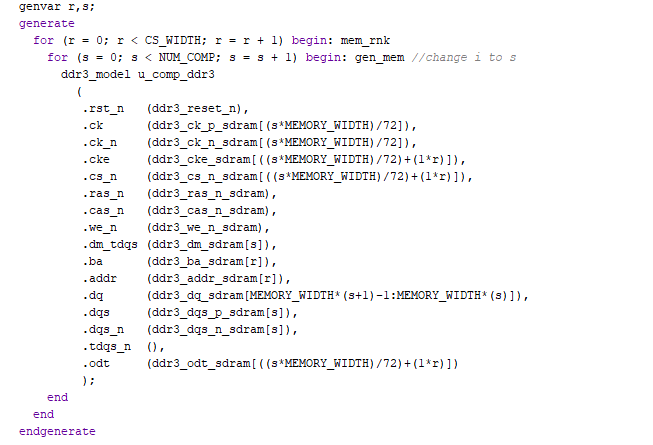 genvar r,s;
generate
for (r = 0; r < CS_WIDTH; r = r + 1) begin: mem_rnk
for (s = 0; s < NUM_COMP; s = s + 1) begin: gen_mem //change i to s
ddr3_model u_comp_ddr3
(
.rst_n (ddr3_reset_n),
.ck (ddr3_ck_p_sdram[(s*MEMORY_WIDTH)/72]),
.ck_n (ddr3_ck_n_sdram[(s*MEMORY_WIDTH)/72]),
.cke (ddr3_cke_sdram[((s*MEMORY_WIDTH)/72)+(1*r)]),
.cs_n (ddr3_cs_n_sdram[((s*MEMORY_WIDTH)/72)+(1*r)]),
.ras_n (ddr3_ras_n_sdram),
.cas_n (ddr3_cas_n_sdram),
.we_n (ddr3_we_n_sdram),
.dm_tdqs (ddr3_dm_sdram[s]),
.ba (ddr3_ba_sdram[r]),
.addr (ddr3_addr_sdram[r]),
.dq (ddr3_dq_sdram[MEMORY_WIDTH*(s+1)-1:MEMORY_WIDTH*(s)]),
.dqs (ddr3_dqs_p_sdram[s]),
.dqs_n (ddr3_dqs_n_sdram[s]),
.tdqs_n (),
.odt (ddr3_odt_sdram[((s*MEMORY_WIDTH)/72)+(1*r)])
);
end
end
endgenerate